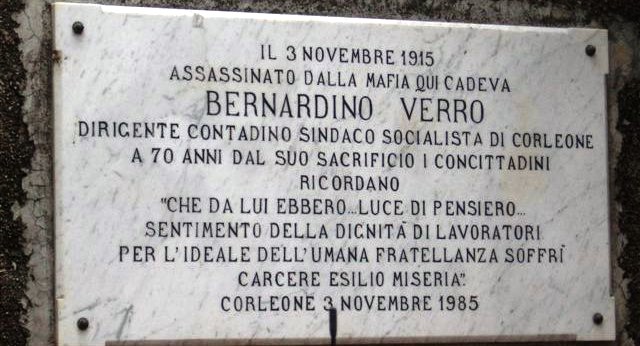 IL 3 NOVEMBRE 1915
ASSASSINATO DALLA MAFIA QUI CADEVA
BERNARDINO VERRO
DIRIGENTE CONTADINO SINDACO SOCIALISTA DI CORLEONE
A 70 ANNI DAL SUO SACRIFICIO I CONCITTADINI
RICORDANO
"CHE DA LUI EBBERO... LUCE DI PENSIERO...
SENTIMENTO DELLA DIGNITÀ DI LAVORATORI
PER L'IDEALE DELL'UMANA FRATELLANZA SOFFRÌ
CARCERE ESILIO MISERIA".
CORLEONE 3 NOVEMBRE 1985